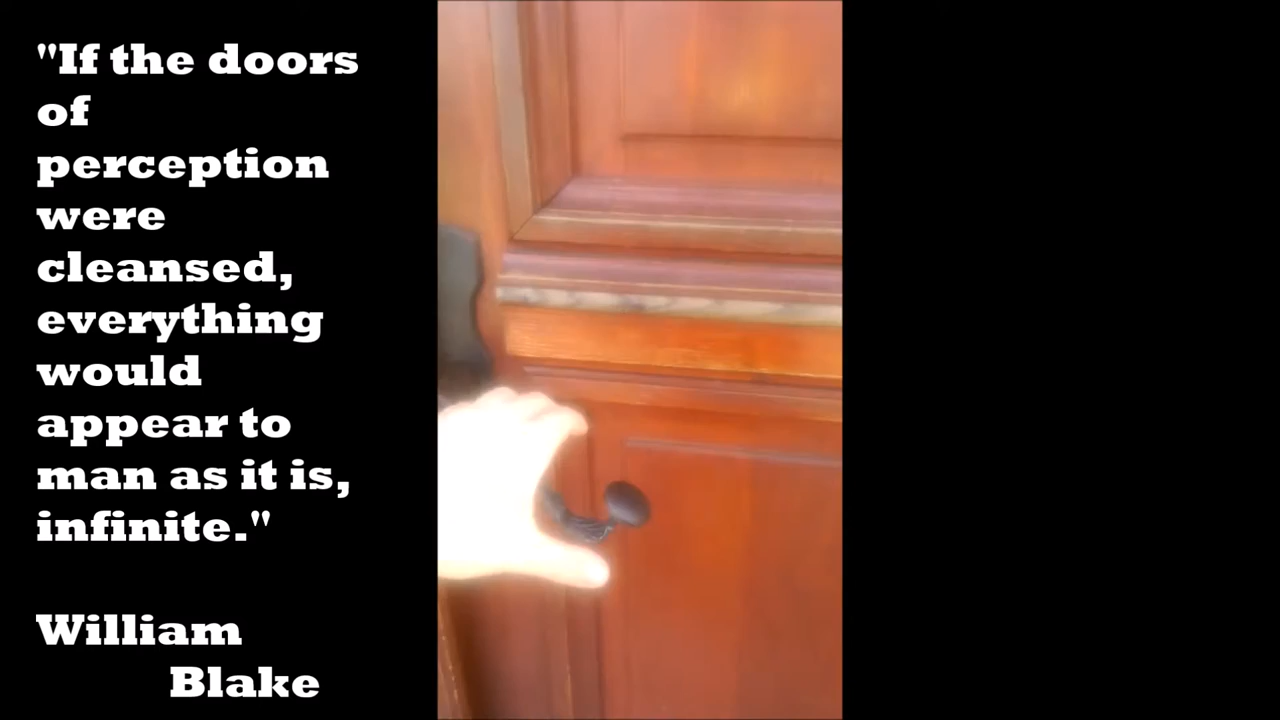 "If the doors
of
perception
were
cleansed,
everything
would
appear to
man as it is,
infinite."
William
Blake